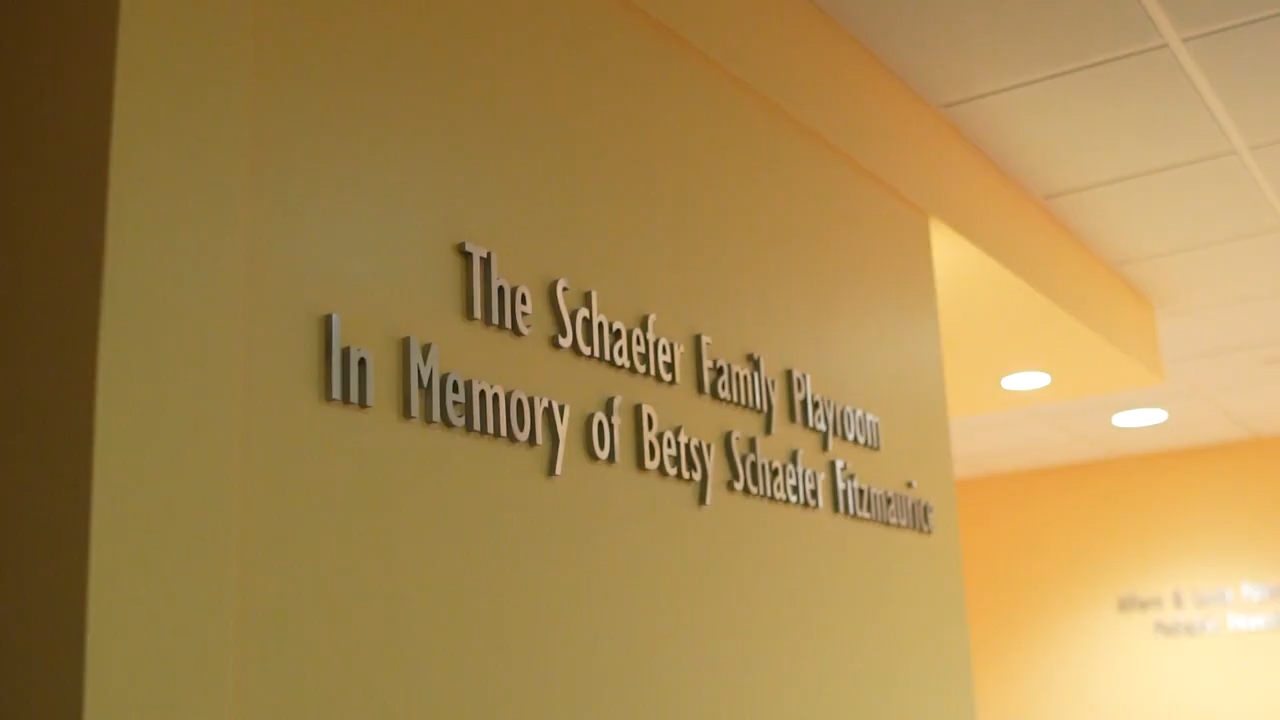 The Schaefer Family Playroom
In Memory of Betsy Schaefer Fitzmaurice